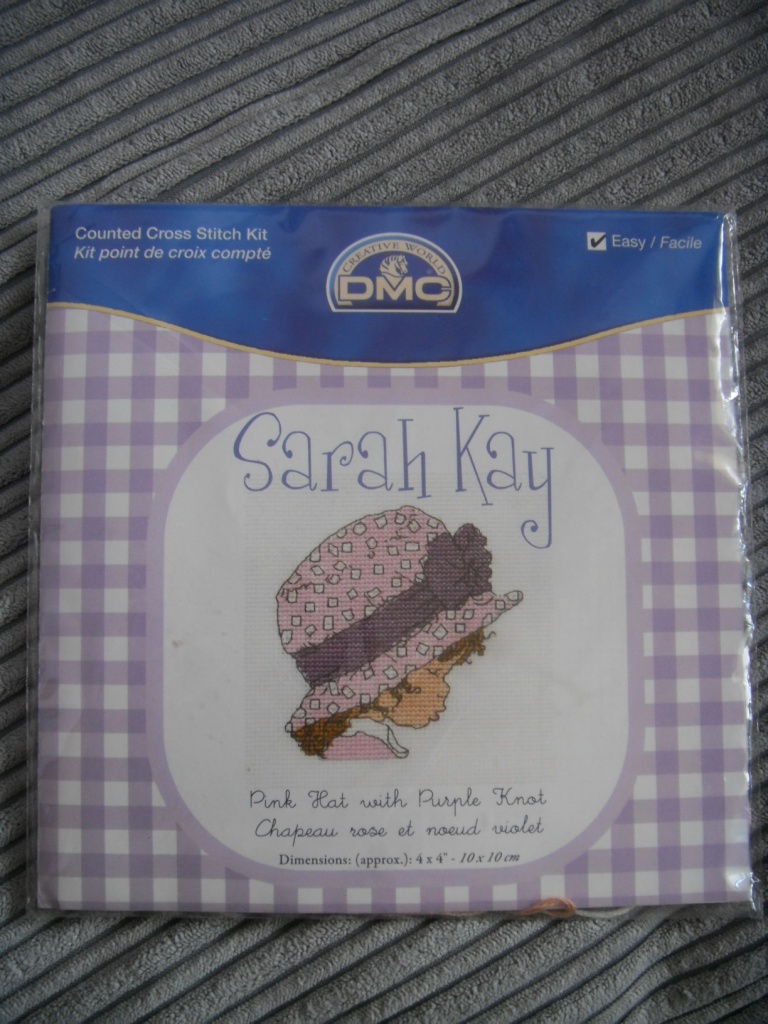 Counted Cross Stitch Kit
Kit point de croix compté
CREATIVE WORLD
DMC
Easy / Facile
Sarah Kay
Pink Hat with Purple Knot
Chapeau rose et noeud violet
Dimensions: (approx.): 4 x 4" - 10 x 10 cm